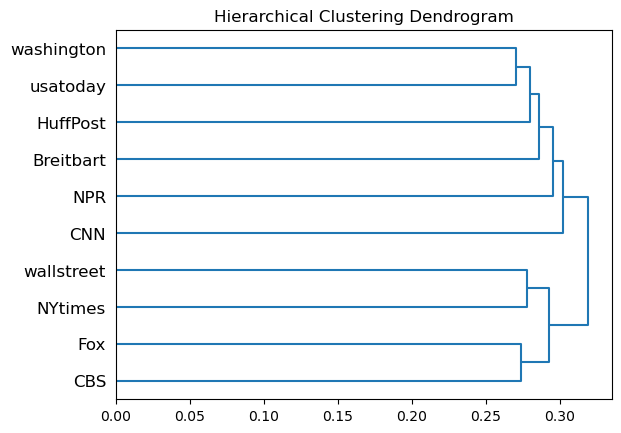 Hierarchical Clustering Dendrogram
washington
usatoday
HuffPost
Breitbart
NPR
CNN
wallstreet
NYtimes
Fox
CBS
0.00 0.05 0.10 0.15 0.20 0.25 0.30